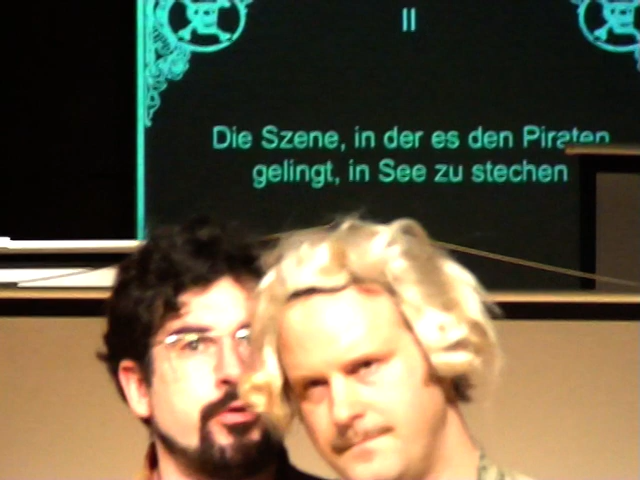 II
Die Szene, in der es den Piraten
gelingt, in See zu stechen